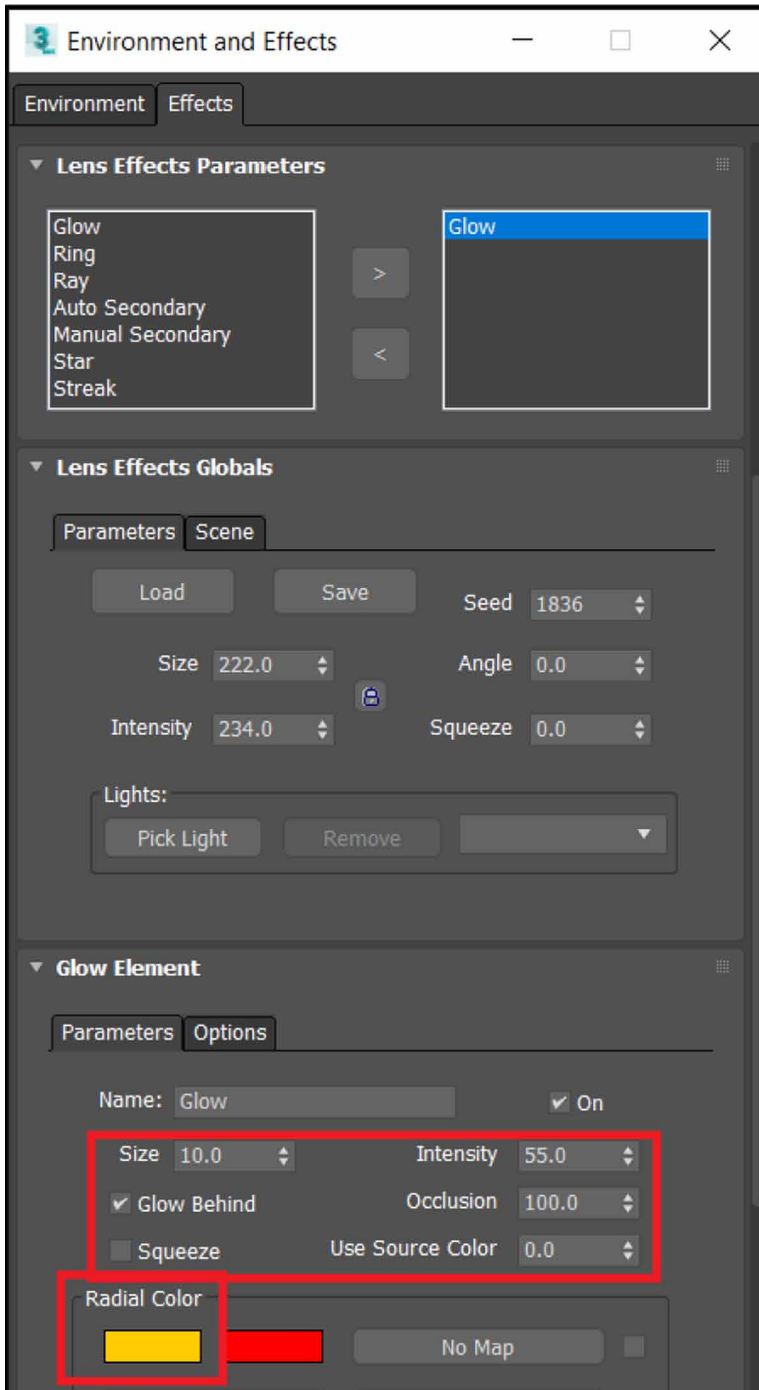 3 Environment and Effects
Environment Effects
Lens Effects Parameters
Glow
Ring
Ray
Auto Secondary
Manual Secondary
Star
Streak
>
<
Glow
Lens Effects Globals
Parameters Scene
Load Save Seed 1836
Size 222.0 Angle 0.0
Intensity 234.0 Squeeze 0.0
Lights:
Pick Light Remove
Glow Element
Parameters Options
Name: Glow On
Size 10.0 Intensity 55.0
Glow Behind Occlusion 100.0
Squeeze Use Source Color 0.0
Radial Color
No Map